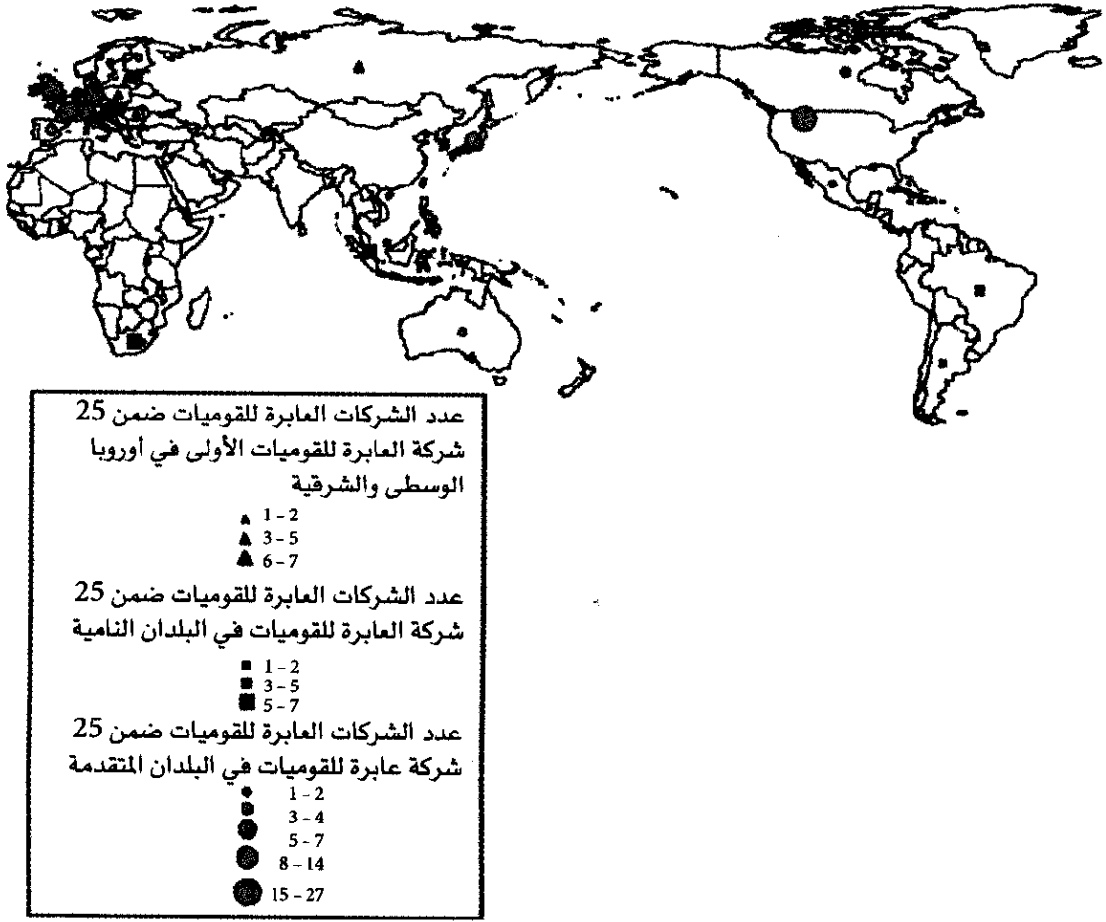 عدد الشركات العابرة للقوميات ضمن 25
شركة العابرة للقوميات الأولى في أوروبا
الوسطى والشرقية
1 – 2
3 – 5
6 – 7
عدد الشركات العابرة للقوميات ضمن 25
شركة العابرة للقوميات في البلدان النامية
1 – 2
3 – 5
5 – 7
عدد الشركات العابرة للقوميات ضمن 25
شركة عابرة للقوميات في البلدان المتقدمة
1 – 2
3 – 4
5 – 7
8 – 14
15 – 27